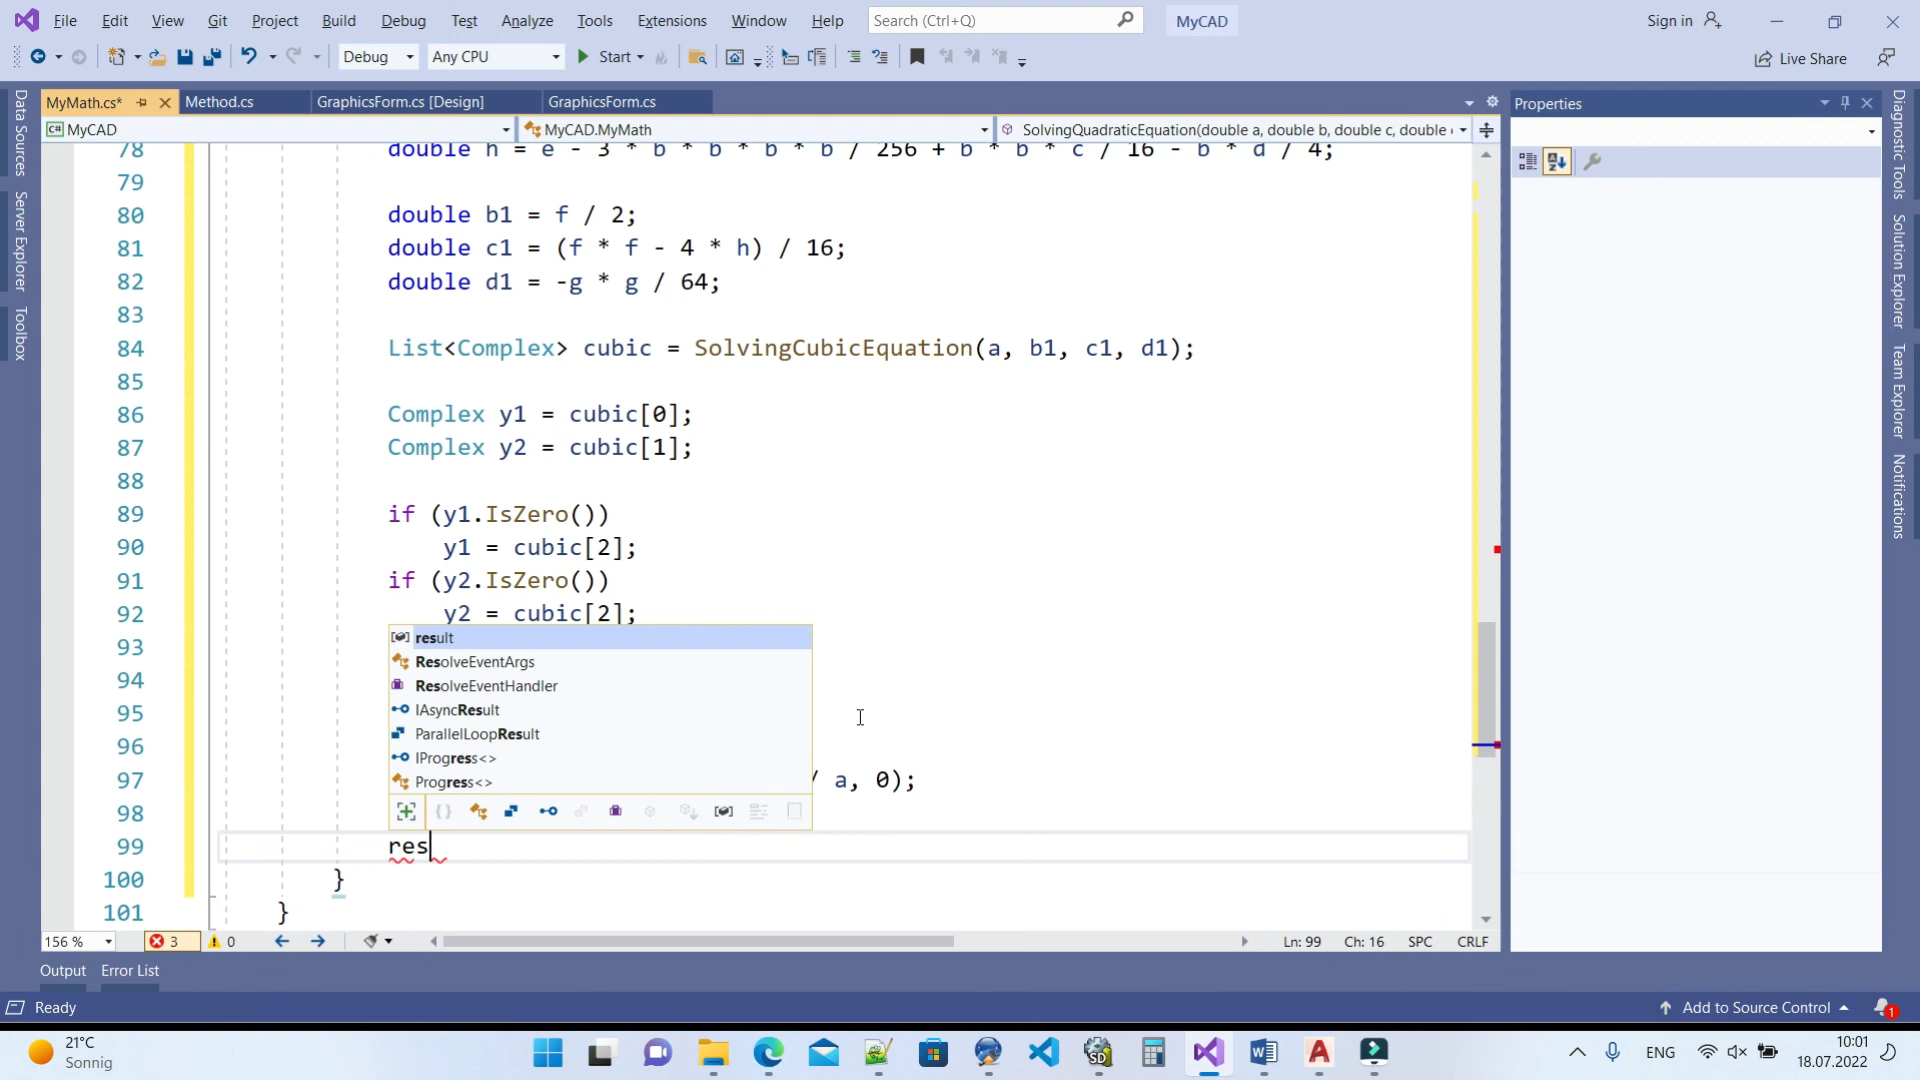 File Edit View Git Project Build Debug Test Analyze Tools Extensions Window Help Search (Ctrl+Q) MyCAD Sign in
Debug Any CPU Start Live Share
MyMath.cs* Method.cs GraphicsForm.cs [Design] GraphicsForm.cs Properties
MyCAD MyCAD.MyMath SolvingQuadraticEquation(double a, double b, double c, double
Data Sources
Server Explorer
Toolbox
78 double h = e - 3 * b * b * b * b / 256 + b * b * c / 16 - b * d / 4;
79
80 double b1 = f / 2;
81 double c1 = (f * f - 4 * h) / 16;
82 double d1 = -g * g / 64;
83
84 List<Complex> cubic = SolvingCubicEquation(a, b1, c1, d1);
85
86 Complex y1 = cubic[0];
87 Complex y2 = cubic[1];
88
89 if (y1.IsZero())
90 y1 = cubic[2];
91 if (y2.IsZero())
92 y2 = cubic[2];
93
94
95
96
97 / a, 0);
98
99 res
100 }
101 }
result
ResolveEventArgs
ResolveEventHandler
IAsyncResult
ParallelLoopResult
IProgress<>
Progress<>
Diagnostic Tools
Solution Explorer
Team Explorer
Notifications
156 % 3 0 Ln: 99 Ch: 16 SPC CRLF
Output Error List
Ready Add to Source Control 1
21°C
Sonnig
ENG
10:01
18.07.2022